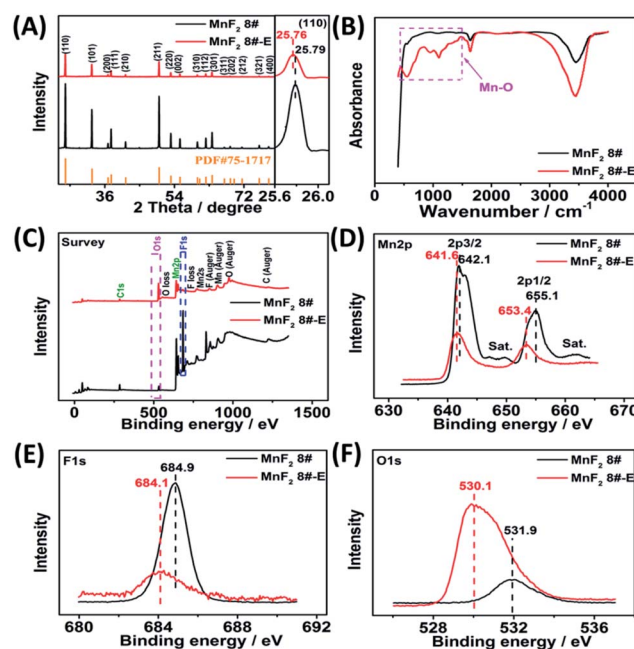 (A)
MnF2 8#
MnF2 8#-E
(110)
(101)
(200)
(111)
(210)
(211)
(220)
(002)
(310)
(112)
(301)
(311)
(202)
(212)
(321)
(400)
(110)
25.76
25.79
PDF#75-1717
Intensity
36 54 72 25.6 26.0
2 Theta / degree
(B)
Absorbance
Mn-O
MnF2 8#
MnF2 8#-E
0 1000 2000 3000 4000
Wavenumber / cm-1
(C)
Survey
MnF2 8#
MnF2 8#-E
C1s
O1s
O loss
Mn2p
F1s
F loss
Mn2s
F (Auger)
Mn (Auger)
O (Auger)
C (Auger)
MnF2 8#
MnF2 8#-E
Intensity
0 500 1000 1500
Binding energy / eV
(D)
Mn2p
2p3/2
641.6
642.1
2p1/2
653.4
655.1
Sat.
Sat.
MnF2 8#
MnF2 8#-E
Intensity
630 640 650 660 670
Binding energy / eV
(E)
F1s
684.1
684.9
MnF2 8#
MnF2 8#-E
Intensity
680 684 688 692
Binding energy / eV
(F)
O1s
530.1
531.9
MnF2 8#
MnF2 8#-E
Intensity
528 532 536
Binding energy / eV